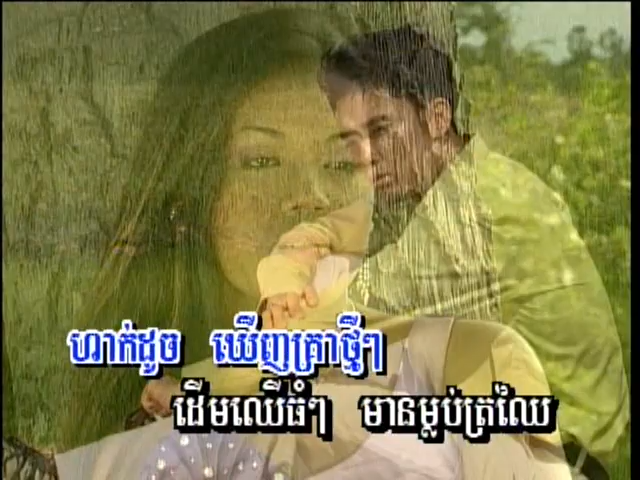 ហាក់ដូច ឃើញគ្រាថ្មីៗ
ដើមឈើធំៗ មានម្លប់ត្រឈៃ